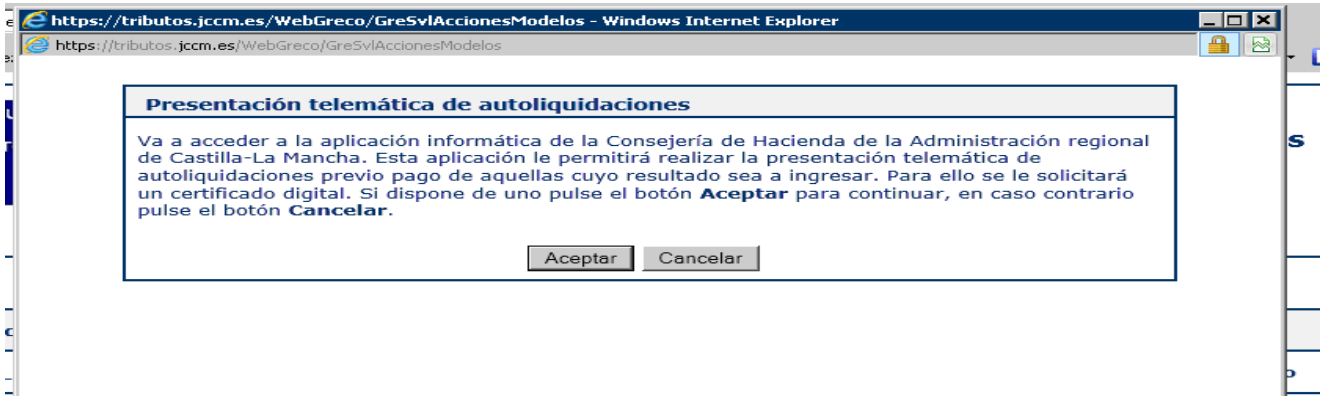 https://tributos.jccm.es/WebGreco/GreSvlAccionesModelos - Windows Internet Explorer
https://tributos.jccm.es/WebGreco/GreSvlAccionesModelos
Presentación telemática de autoliquidaciones
Va a acceder a la aplicación informática de la Consejería de Hacienda de la Administración regional
de Castilla-La Mancha. Esta aplicación le permitirá realizar la presentación telemática de
autoliquidaciones previo pago de aquellas cuyo resultado sea a ingresar. Para ello se le solicitará
un certificado digital. Si dispone de uno pulse el botón Aceptar para continuar, en caso contrario
pulse el botón Cancelar.
Aceptar Cancelar